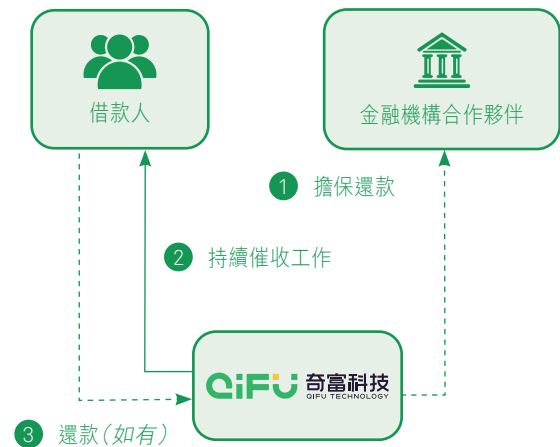 借款人
金融機構合作夥伴
1 擔保還款
2 持續催收工作
QiFU 奇富科技
QIFU TECHNOLOGY
3 還款(如有)